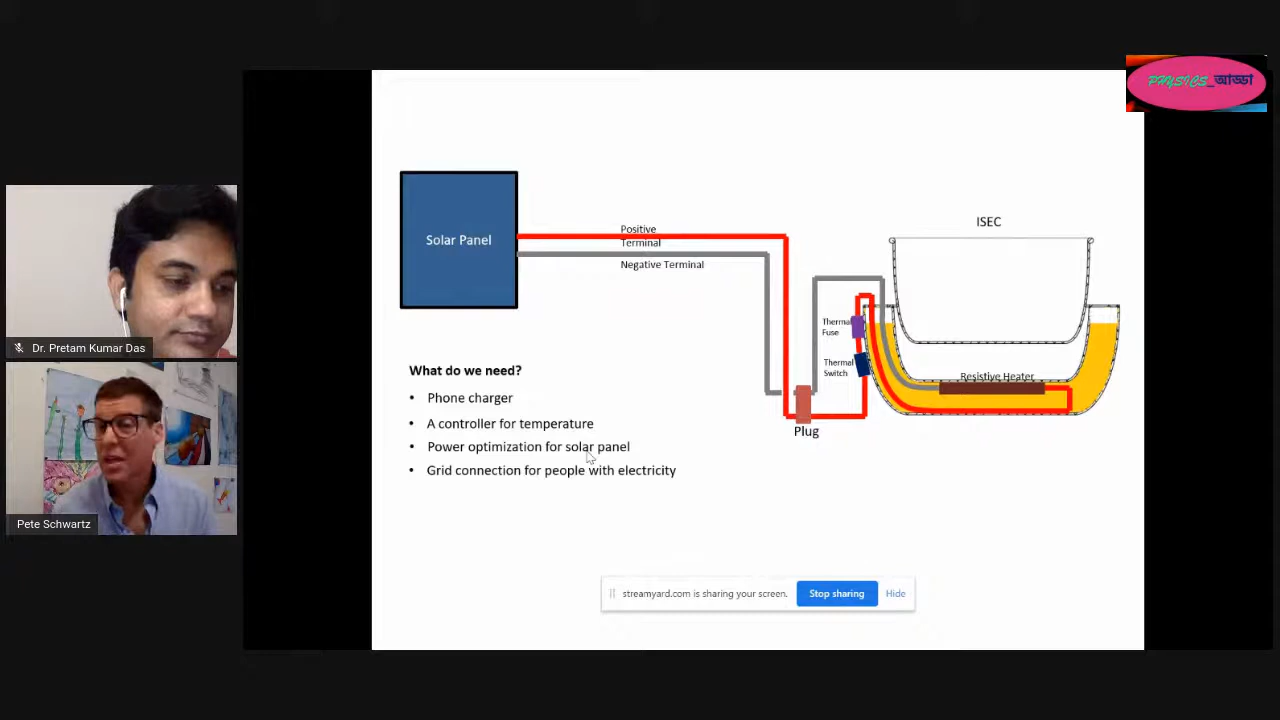 PHYSICS_আড্ডা
Solar Panel
Positive
Terminal
Negative Terminal
ISEC
Thermal
Fuse
Thermal
Switch
Resistive Heater
Plug
What do we need?
• Phone charger
• A controller for temperature
• Power optimization for solar panel
• Grid connection for people with electricity
Dr. Pretam Kumar Das
Pete Schwartz
streamyard.com is sharing your screen.
Stop sharing
Hide